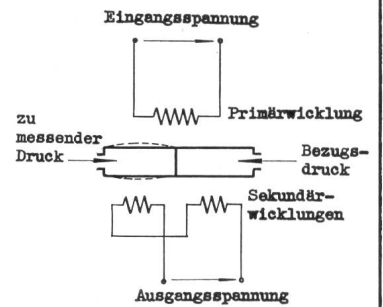 Eingangsspannung
Primärwicklung
zu
messender
Druck
Bezugs-
druck
Sekundär-
wicklungen
Ausgangsspannung